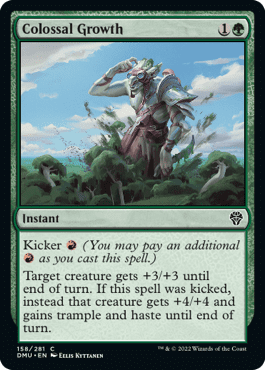 Colossal Growth 1
Instant
Kicker (You may pay an additional
as you cast this spell.)
Target creature gets +3/+3 until
end of turn. If this spell was kicked,
instead that creature gets +4/+4 and
gains trample and haste until end of
turn.
158/281 C
DMU • EN Eelis Kyttanen
™ & © 2022 Wizards of the Coast